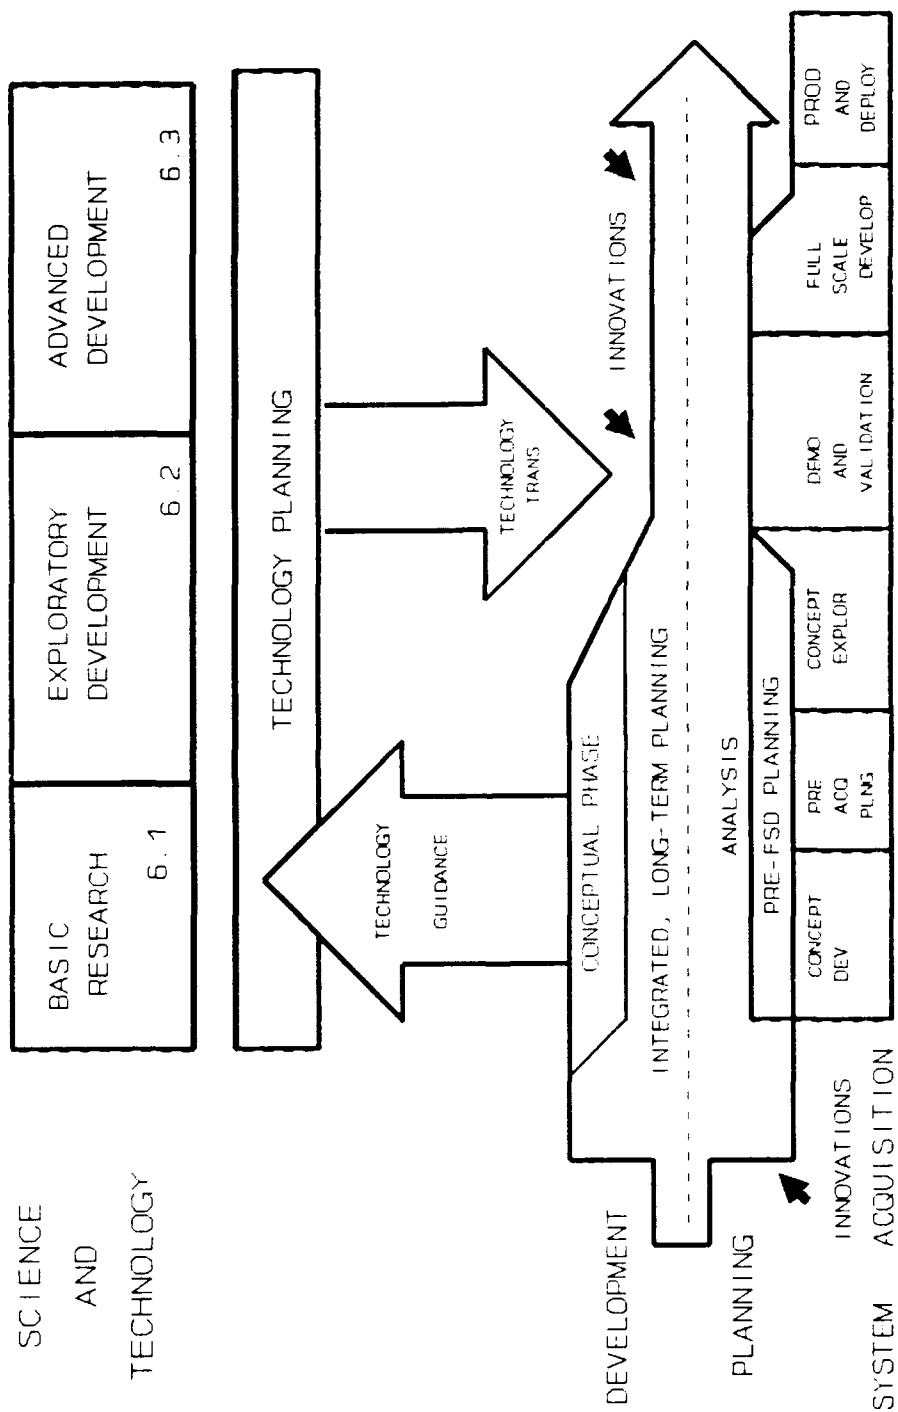 SCIENCE
AND
TECHNOLOGY
BASIC
RESEARCH
6.1
EXPLORATORY
DEVELOPMENT
6.2
ADVANCED
DEVELOPMENT
6.3
TECHNOLOGY PLANNING
TECHNOLOGY
GUIDANCE
TECHNOLOGY
TRANS
DEVELOPMENT
PLANNING
CONCEPTUAL PHASE
INNOVATIONS
INTEGRATED, LONG-TERM PLANNING
ANALYSIS
PRE-FSD PLANNING
INNOVATIONS
SYSTEM ACQUISITION
CONCEPT
DEV
PRE
ACQ
PLNG
CONCEPT
EXPLOR
DEMO
AND
VALIDATION
FULL
SCALE
DEVELOP
PROD
AND
DEPLOY